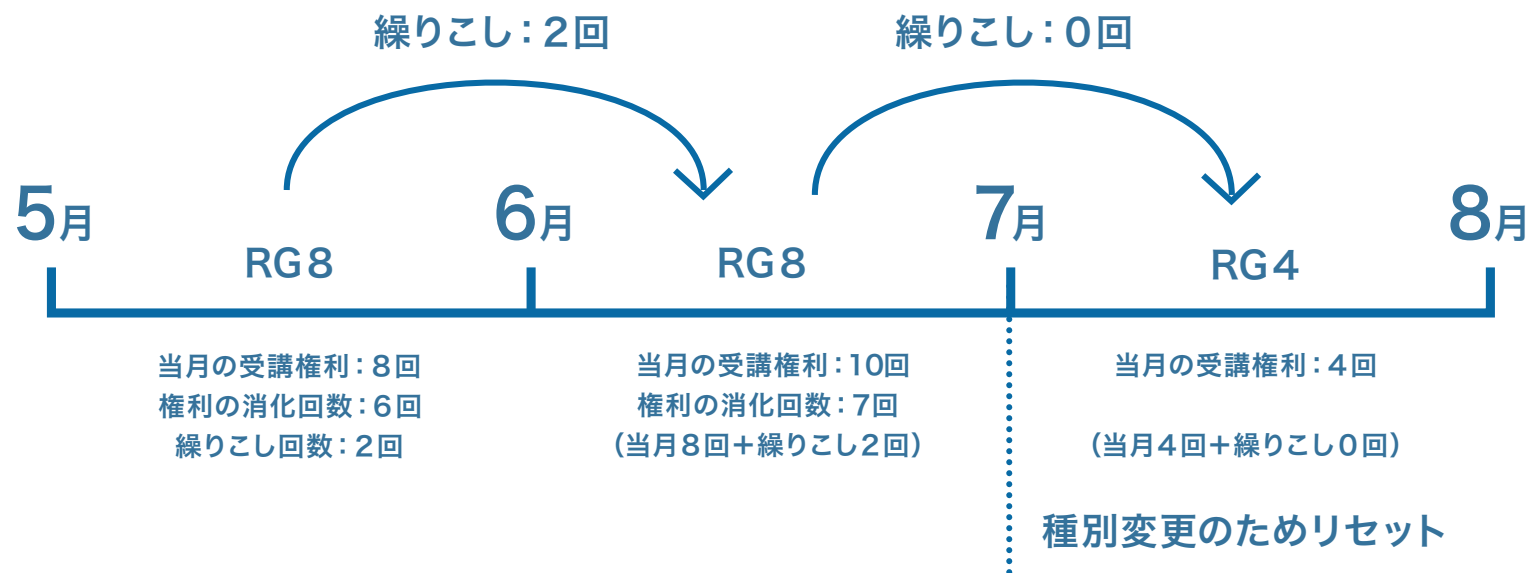 繰りこし：2回
繰りこし：0回
5月
6月
7月
8月
RG8
RG8
RG4
当月の受講権利：8回
権利の消化回数：6回
繰りこし回数：2回
当月の受講権利：10回
権利の消化回数：7回
（当月8回＋繰りこし2回）
当月の受講権利：4回
（当月4回＋繰りこし0回）
種別変更のためリセット